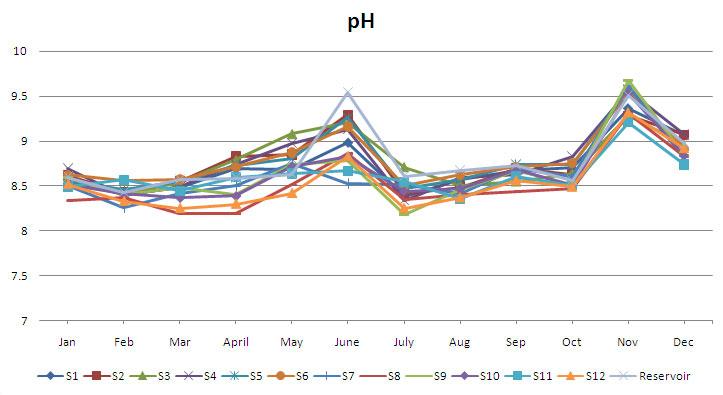 pH
10
9.5
9
8.5
8
7.5
7
Jan Feb Mar April May June July Aug Sep Oct Nov Dec
S1 S2 S3 S4 S5 S6 S7 S8 S9 S10 S11 S12 Reservoir